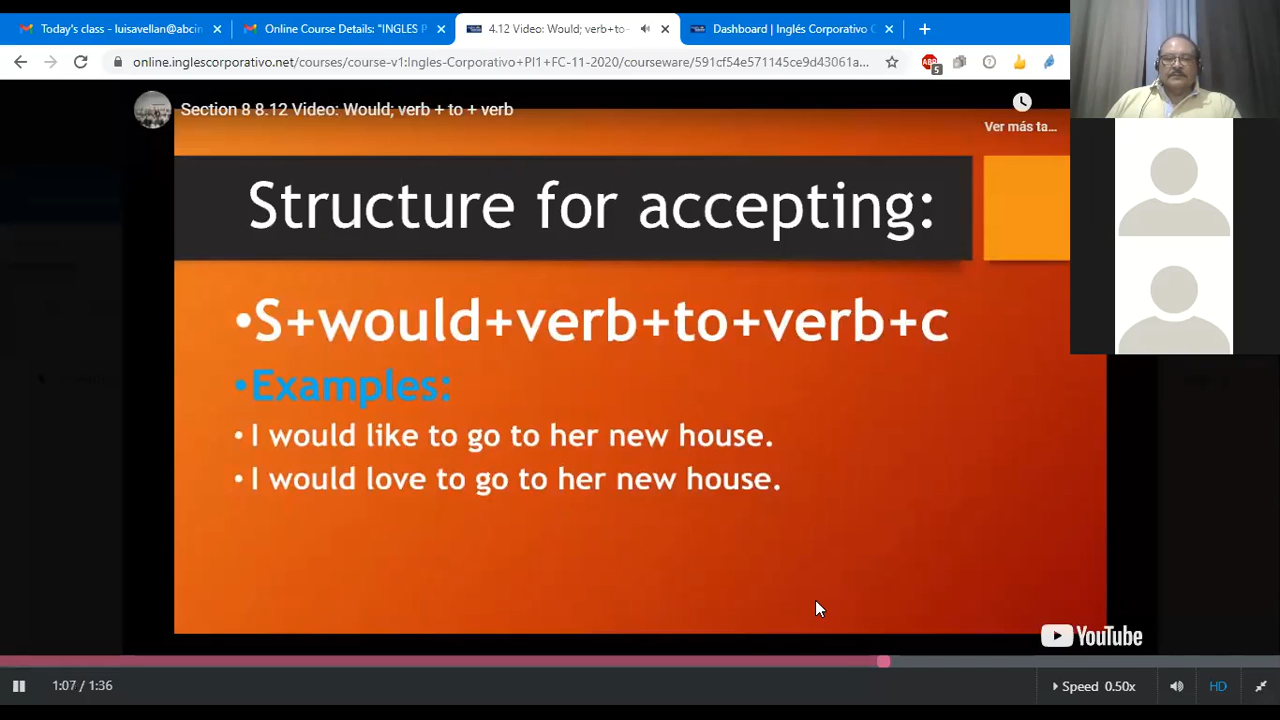 Today's class - luisavellan@abcin
Online Course Details: "INGLES P
4.12 Video: Would; verb+to-
Dashboard | Inglés Corporativo C
online.inglescorporativo.net/courses/course-v1:Ingles-Corporativo+PI1+FC-11-2020/courseware/591cf54e571145ce9d43061a...
ABP
5
Section 8 8.12 Video: Would; verb + to + verb
Ver más ta...
Structure for accepting:
•S+would+verb+to+verb+c
•Examples:
• I would like to go to her new house.
• I would love to go to her new house.
YouTube
1:07 / 1:36
Speed 0.50x
HD